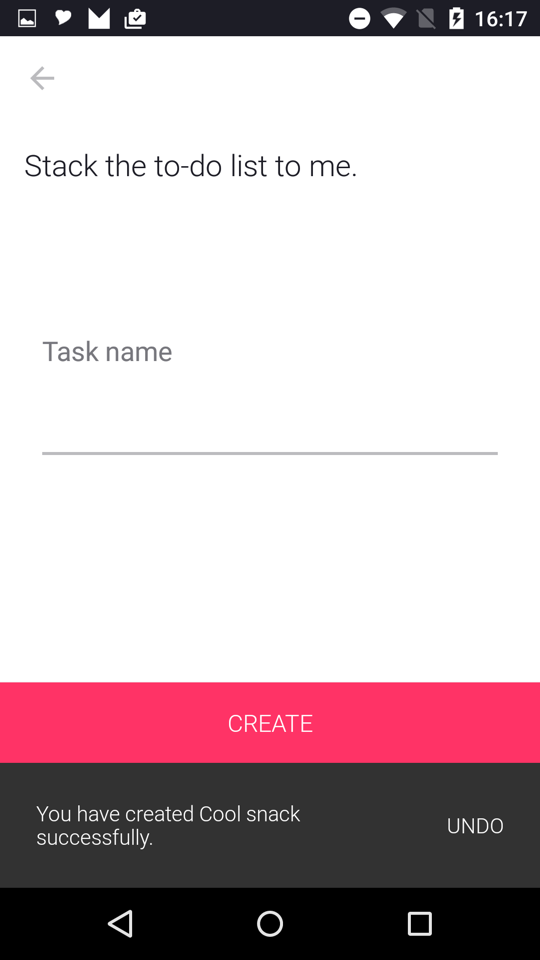 16:17
Stack the to-do list to me.
Task name
CREATE
You have created Cool snack
successfully.
UNDO